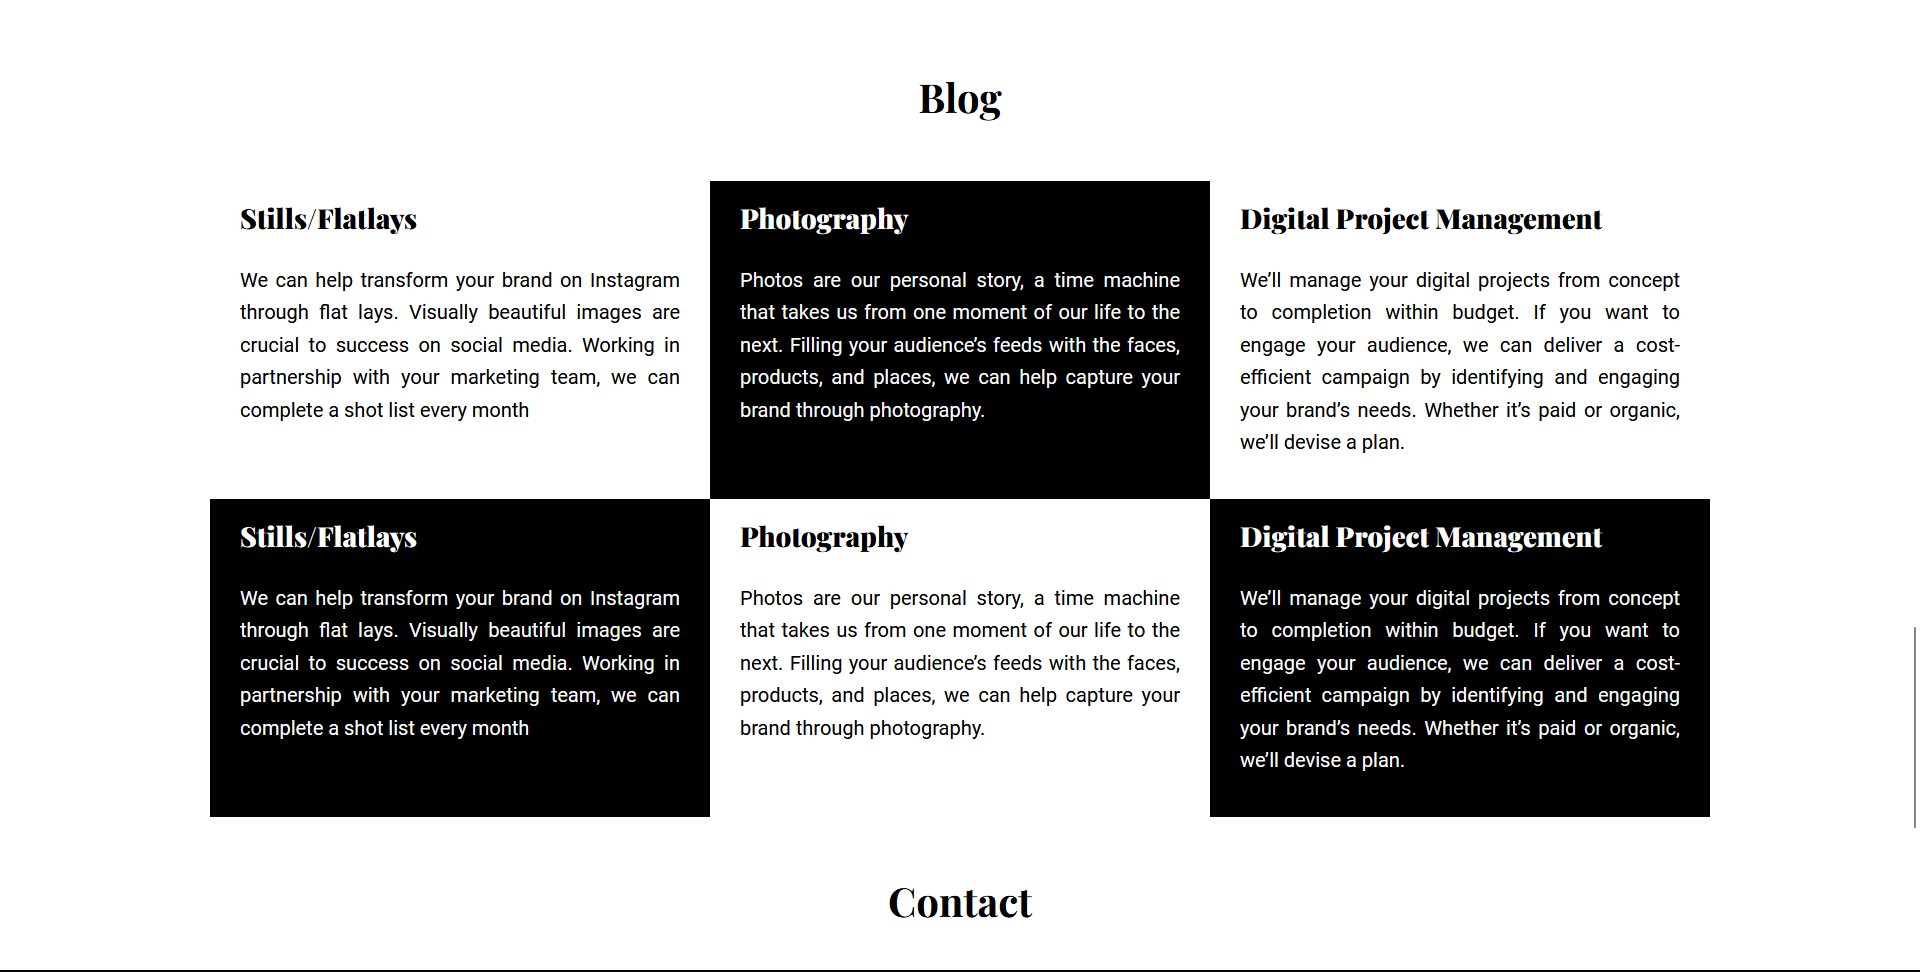 Blog
Stills/Flatlays
We can help transform your brand on Instagram
through flat lays. Visually beautiful images are
crucial to success on social media. Working in
partnership with your marketing team, we can
complete a shot list every month
Photography
Photos are our personal story, a time machine
that takes us from one moment of our life to the
next. Filling your audience’s feeds with the faces,
products, and places, we can help capture your
brand through photography.
Digital Project Management
We’ll manage your digital projects from concept
to completion within budget. If you want to
engage your audience, we can deliver a cost-
efficient campaign by identifying and engaging
your brand’s needs. Whether it’s paid or organic,
we’ll devise a plan.
Stills/Flatlays
We can help transform your brand on Instagram
through flat lays. Visually beautiful images are
crucial to success on social media. Working in
partnership with your marketing team, we can
complete a shot list every month
Photography
Photos are our personal story, a time machine
that takes us from one moment of our life to the
next. Filling your audience’s feeds with the faces,
products, and places, we can help capture your
brand through photography.
Digital Project Management
We’ll manage your digital projects from concept
to completion within budget. If you want to
engage your audience, we can deliver a cost-
efficient campaign by identifying and engaging
your brand’s needs. Whether it’s paid or organic,
we’ll devise a plan.
Contact